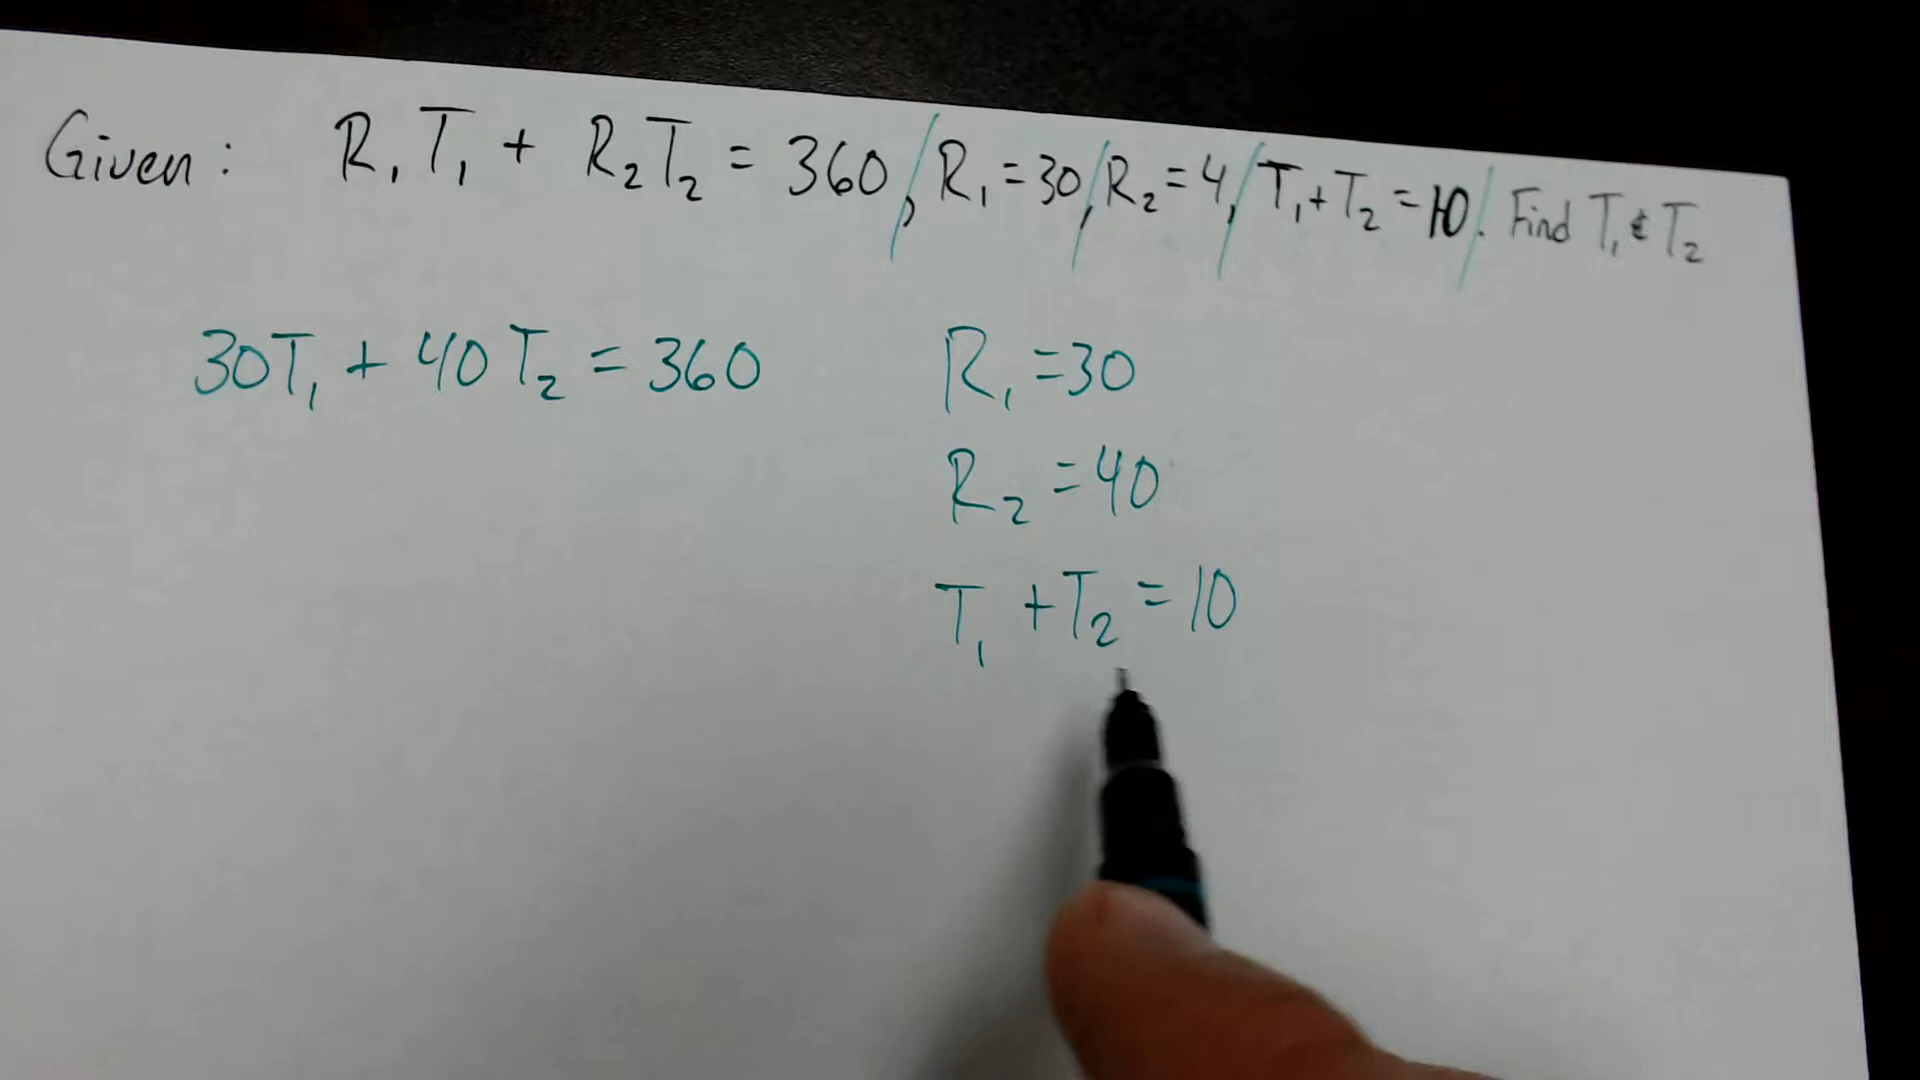 Given: R₁T₁ + R₂T₂ = 360, R₁ = 30, R₂ = 4, T₁ + T₂ = 10. Find T₁ & T₂
30T₁ + 40T₂ = 360
R₁ = 30
R₂ = 40
T₁ + T₂ = 10